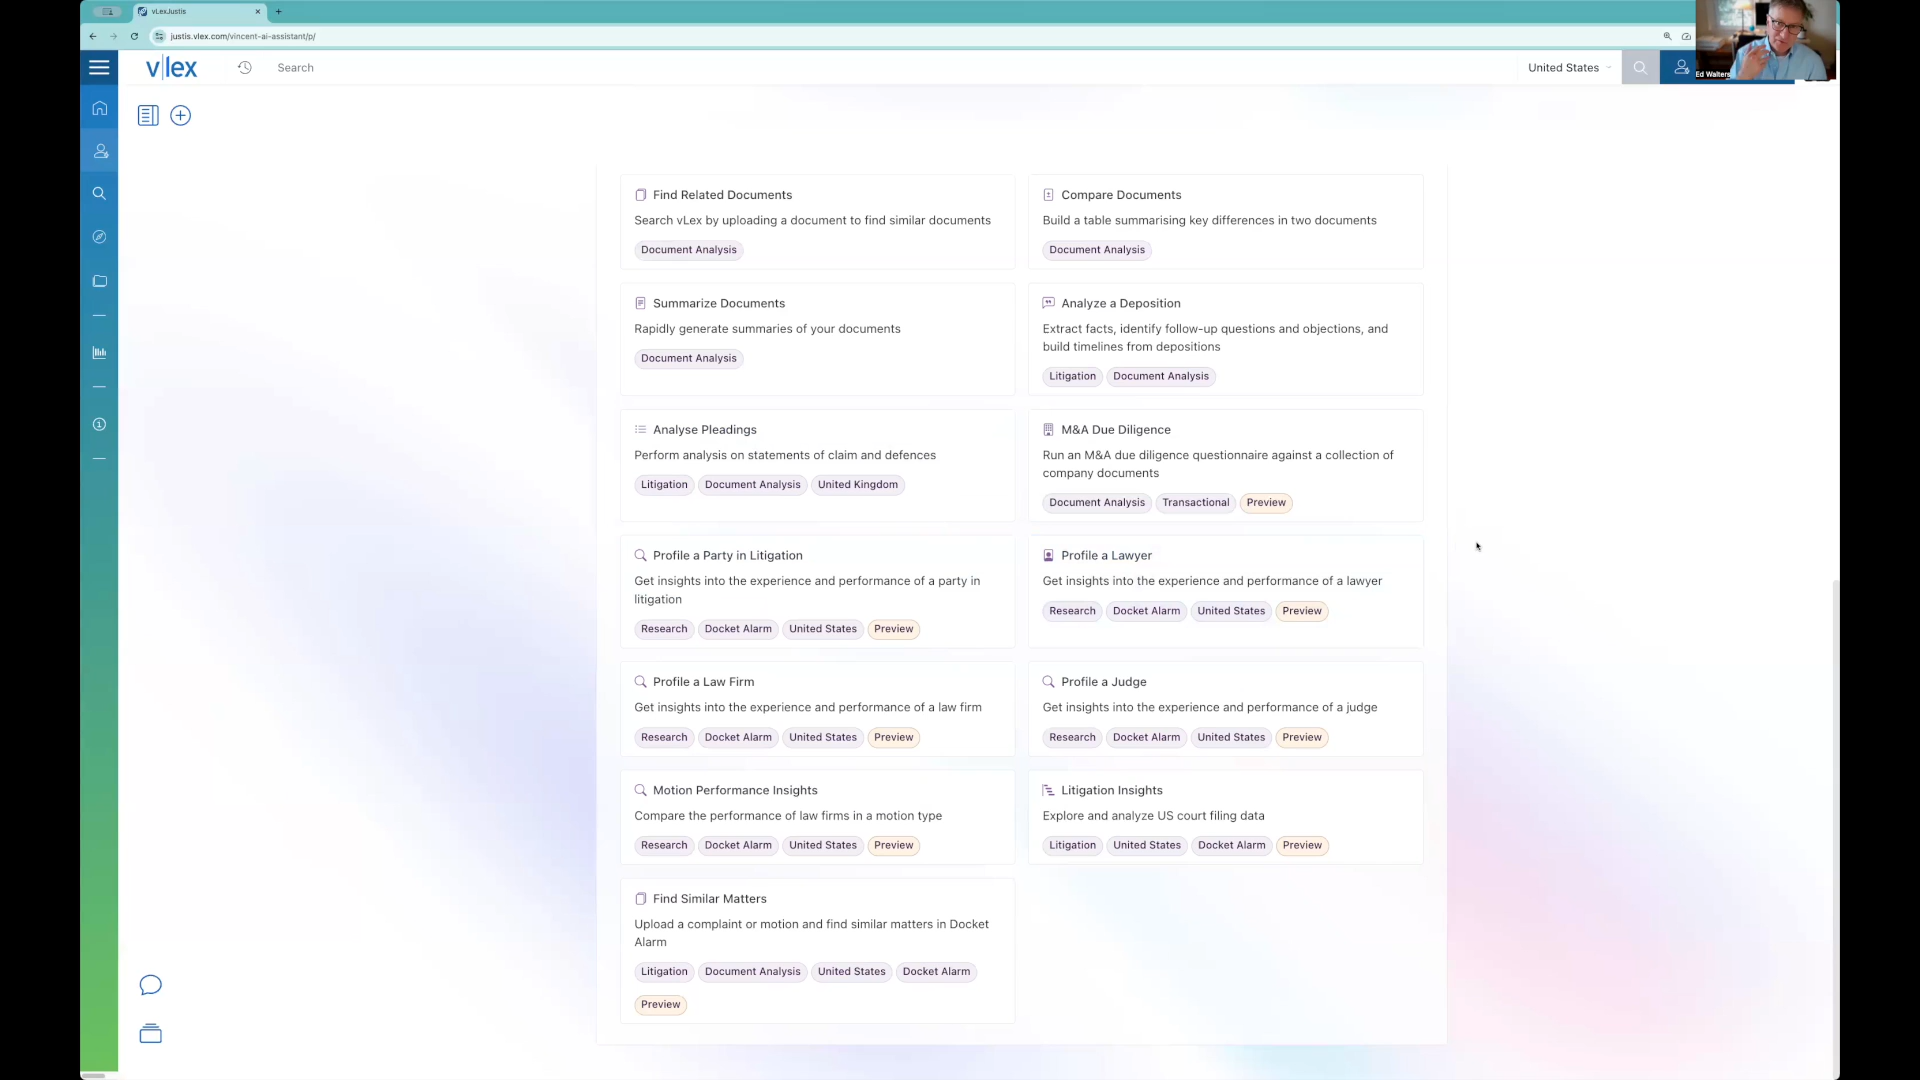 vLexJustis
justis.vlex.com/vincent-ai-assistant/p/
vlex
Search
United States
Ed Walters
Find Related Documents
Search vLex by uploading a document to find similar documents
Document Analysis
Compare Documents
Build a table summarising key differences in two documents
Document Analysis
Summarize Documents
Rapidly generate summaries of your documents
Document Analysis
Analyze a Deposition
Extract facts, identify follow-up questions and objections, and
build timelines from depositions
Litigation Document Analysis
Analyse Pleadings
Perform analysis on statements of claim and defences
Litigation Document Analysis United Kingdom
M&A Due Diligence
Run an M&A due diligence questionnaire against a collection of
company documents
Document Analysis Transactional Preview
Profile a Party in Litigation
Get insights into the experience and performance of a party in
litigation
Research Docket Alarm United States Preview
Profile a Lawyer
Get insights into the experience and performance of a lawyer
Research Docket Alarm United States Preview
Profile a Law Firm
Get insights into the experience and performance of a law firm
Research Docket Alarm United States Preview
Profile a Judge
Get insights into the experience and performance of a judge
Research Docket Alarm United States Preview
Motion Performance Insights
Compare the performance of law firms in a motion type
Research Docket Alarm United States Preview
Litigation Insights
Explore and analyze US court filing data
Litigation United States Docket Alarm Preview
Find Similar Matters
Upload a complaint or motion and find similar matters in Docket
Alarm
Litigation Document Analysis United States Docket Alarm
Preview